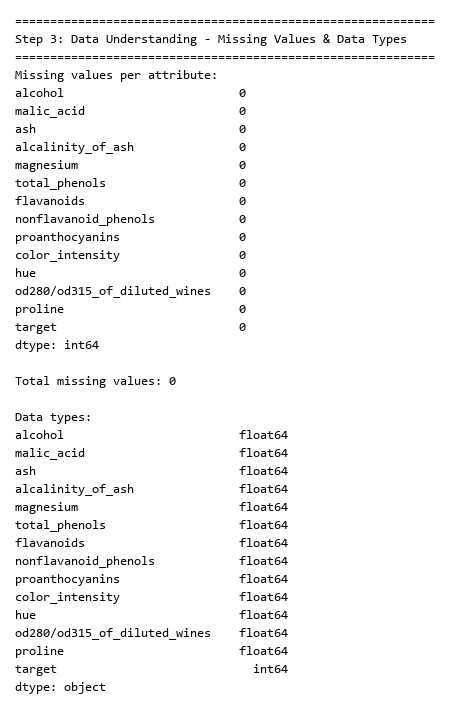 ============================================================
Step 3: Data Understanding - Missing Values & Data Types
============================================================
Missing values per attribute:
alcohol                         0
malic_acid                      0
ash                             0
alcalinity_of_ash               0
magnesium                       0
total_phenols                   0
flavanoids                      0
nonflavanoid_phenols            0
proanthocyanins                 0
color_intensity                 0
hue                             0
od280/od315_of_diluted_wines    0
proline                         0
target                          0
dtype: int64

Total missing values: 0

Data types:
alcohol                         float64
malic_acid                      float64
ash                             float64
alcalinity_of_ash               float64
magnesium                       float64
total_phenols                   float64
flavanoids                      float64
nonflavanoid_phenols            float64
proanthocyanins                 float64
color_intensity                 float64
hue                             float64
od280/od315_of_diluted_wines    float64
proline                         float64
target                            int64
dtype: object